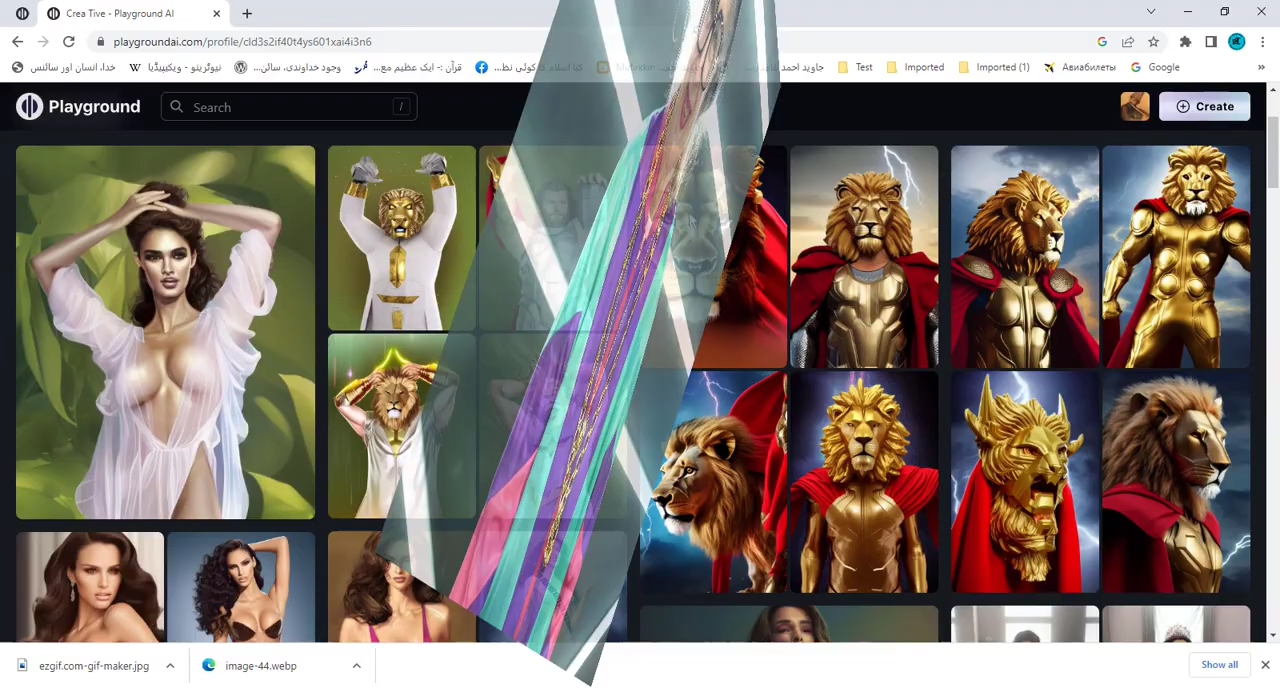 Crea Tive - Playground AI
playgroundai.com/profile/cld3s2if40t4ys601xai4i3n6
خدا، انسان اور سائنس
نیوٹرینو - ویکیپیڈیا
وجود خداوندی، سائن...
قرآن :- ایک عظیم مع...
جاوید احمد
Test
Imported
Imported (1)
Авиабилеты
Google
»
Playground
Search
/
Create
ezgif.com-gif-maker.jpg
image-44.webp
Show all